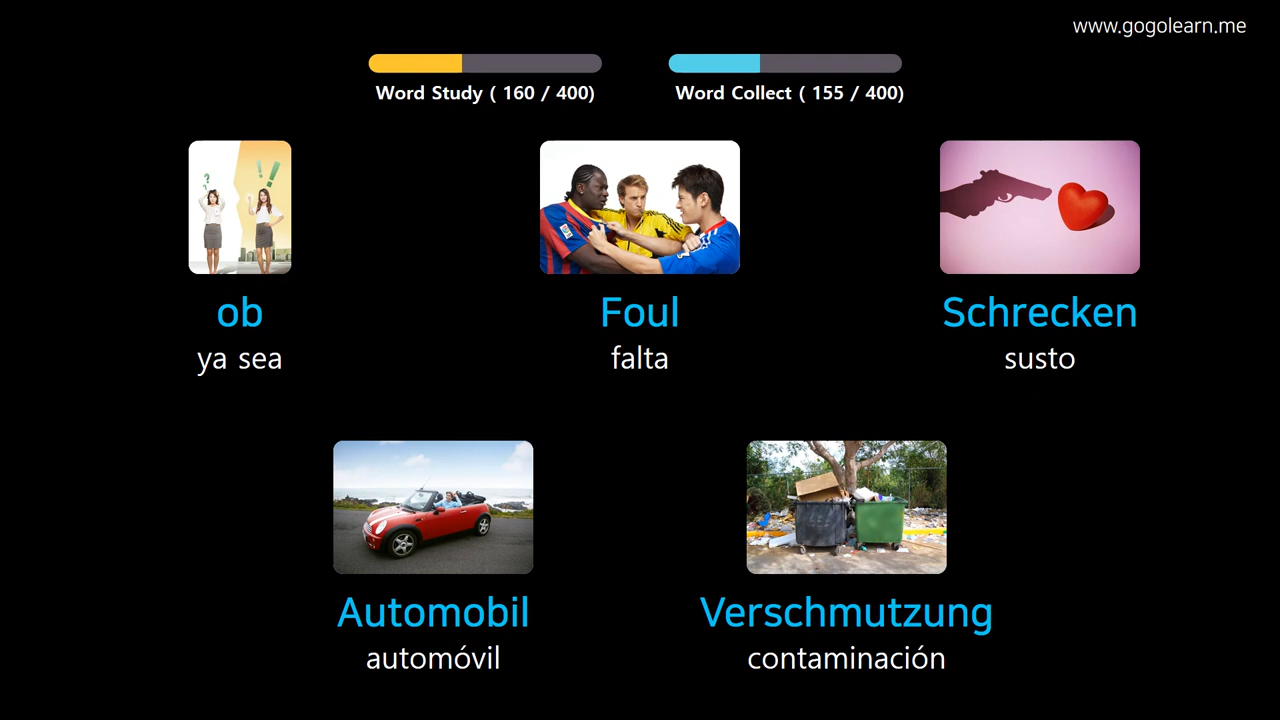 www.gogolearn.me
Word Study ( 160 / 400)
Word Collect ( 155 / 400)
ob
ya sea
Foul
falta
Schrecken
susto
Automobil
automóvil
Verschmutzung
contaminación